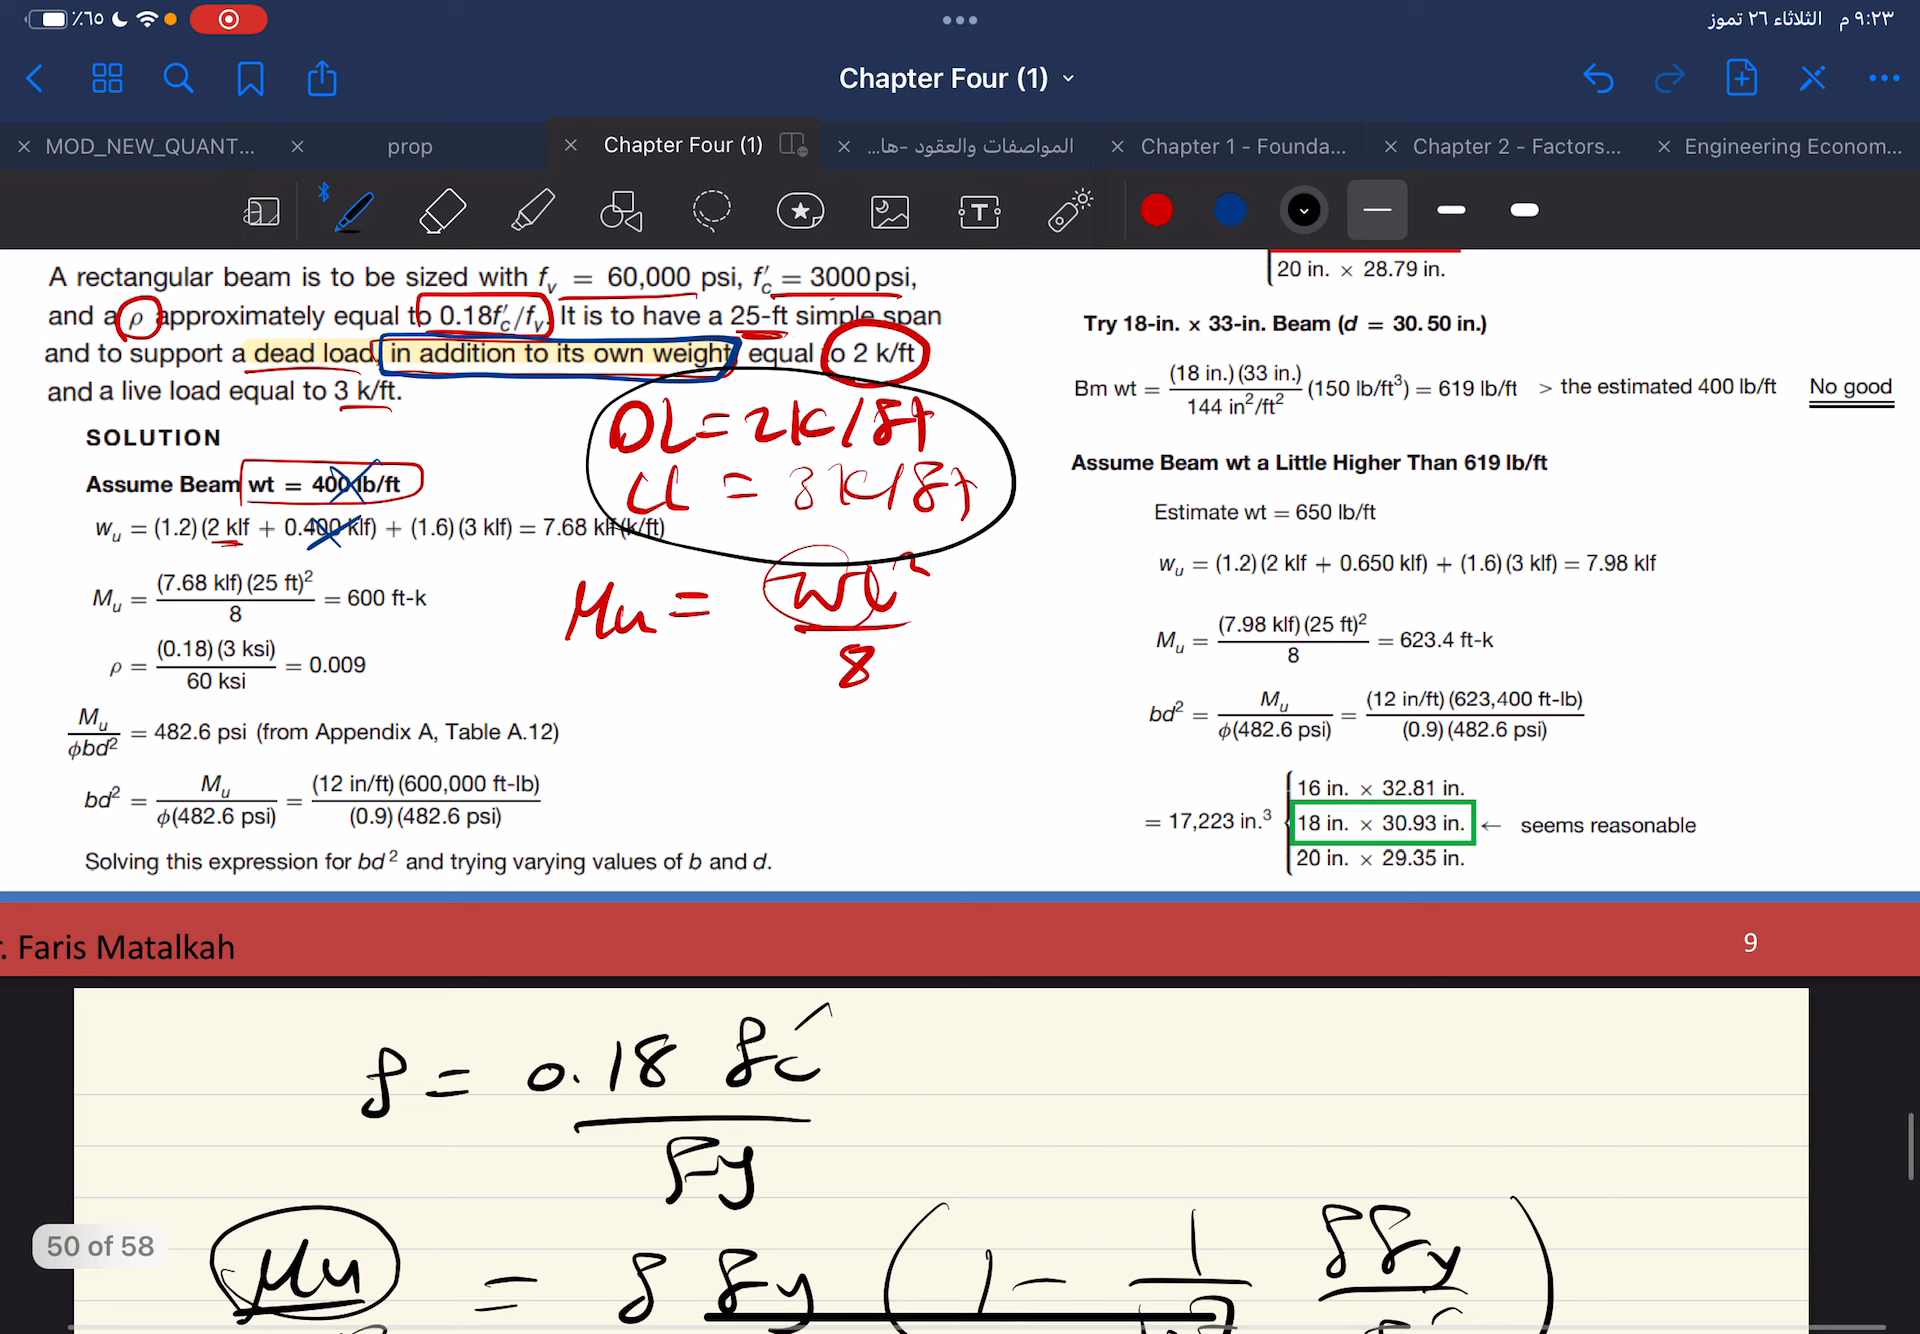 ٪٦٥
٩:٢٣ م الثلاثاء ٢٦ تموز
Chapter Four (1)
MOD_NEW_QUANT...
prop
Chapter Four (1)
المواصفات والعقود -ها...
Chapter 1 - Founda...
Chapter 2 - Factors...
Engineering Econom...
A rectangular beam is to be sized with fy = 60,000 psi, f′c = 3000 psi,
and a ρ approximately equal to 0.18f′c/fy. It is to have a 25-ft simple span
and to support a dead load, in addition to its own weight, equal to 2 k/ft
and a live load equal to 3 k/ft.
DL = 2k/ft
LL = 3k/ft
SOLUTION
Assume Beam wt = 400 lb/ft
wu = (1.2)(2 klf + 0.400 klf) + (1.6)(3 klf) = 7.68 klf (k/ft)
Mu = (7.68 klf)(25 ft)² / 8 = 600 ft-k
Mu = wl² / 8
ρ = (0.18)(3 ksi) / 60 ksi = 0.009
Mu / ϕbd² = 482.6 psi (from Appendix A, Table A.12)
bd² = Mu / ϕ(482.6 psi) = (12 in/ft)(600,000 ft-lb) / (0.9)(482.6 psi)
Solving this expression for bd² and trying varying values of b and d.
20 in. × 28.79 in.
Try 18-in. x 33-in. Beam (d = 30.50 in.)
Bm wt = (18 in.)(33 in.) / 144 in²/ft² (150 lb/ft³) = 619 lb/ft > the estimated 400 lb/ft No good
Assume Beam wt a Little Higher Than 619 lb/ft
Estimate wt = 650 lb/ft
wu = (1.2)(2 klf + 0.650 klf) + (1.6)(3 klf) = 7.98 klf
Mu = (7.98 klf)(25 ft)² / 8 = 623.4 ft-k
bd² = Mu / ϕ(482.6 psi) = (12 in/ft)(623,400 ft-lb) / (0.9)(482.6 psi)
16 in. × 32.81 in.
= 17,223 in.³ 18 in. × 30.93 in. ← seems reasonable
20 in. × 29.35 in.
. Faris Matalkah
9
ρ = 0.18 fc′ / Fy
50 of 58
Mu = ρ Fy (1 - 1 ρFy